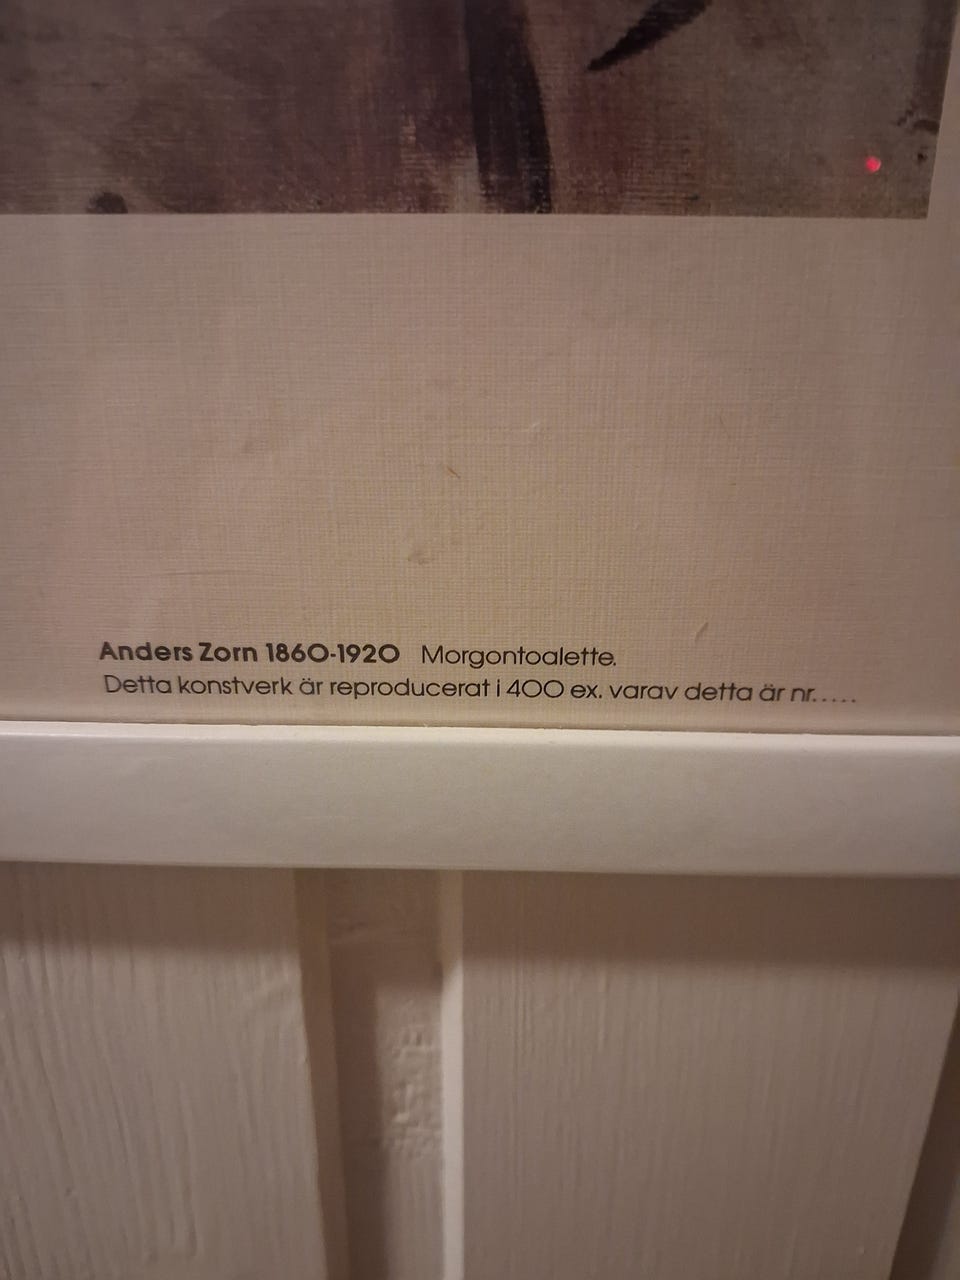 Anders Zorn 1860-1920 Morgontoalette.
Detta konstverk är reproducerat i 400 ex. varav detta är nr.....